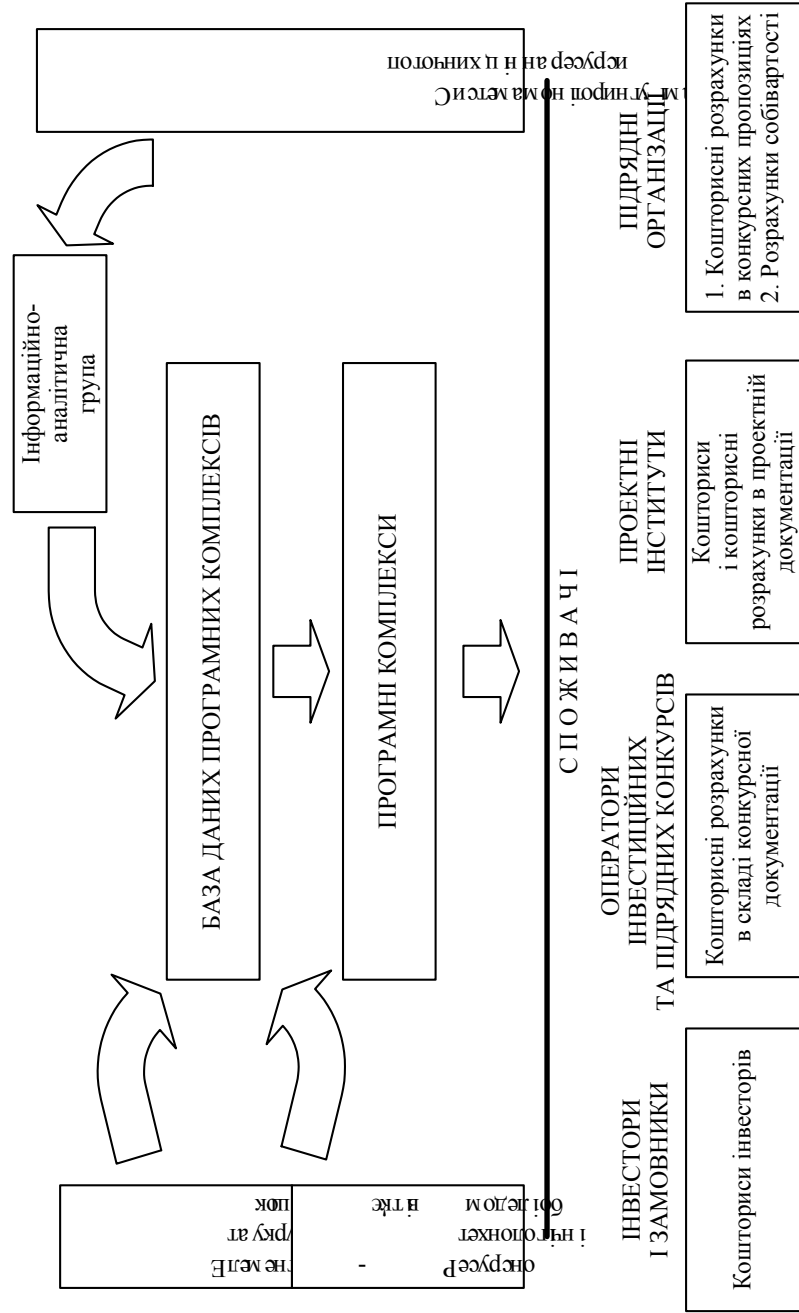 Інформаційно-
аналітична
група
БАЗА ДАНИХ ПРОГРАМНИХ КОМПЛЕКСІВ
ПРОГРАМНІ КОМПЛЕКСИ
С П О Ж И В А Ч І
ІНВЕСТОРИ
І ЗАМОВНИКИ
ОПЕРАТОРИ
ІНВЕСТИЦІЙНИХ
ТА ПІДРЯДНИХ КОНКУРСІВ
ПРОЕКТНІ
ІНСТИТУТИ
ПІДРЯДНІ
ОРГАНІЗАЦІЇ
Кошториси інвесторів
Кошторисні розрахунки
в складі конкурсної
документації
Кошториси
і кошторисні
розрахунки в проектній
документації
1. Кошторисні розрахунки
в конкурсних пропозиціях
2. Розрахунки собівартості